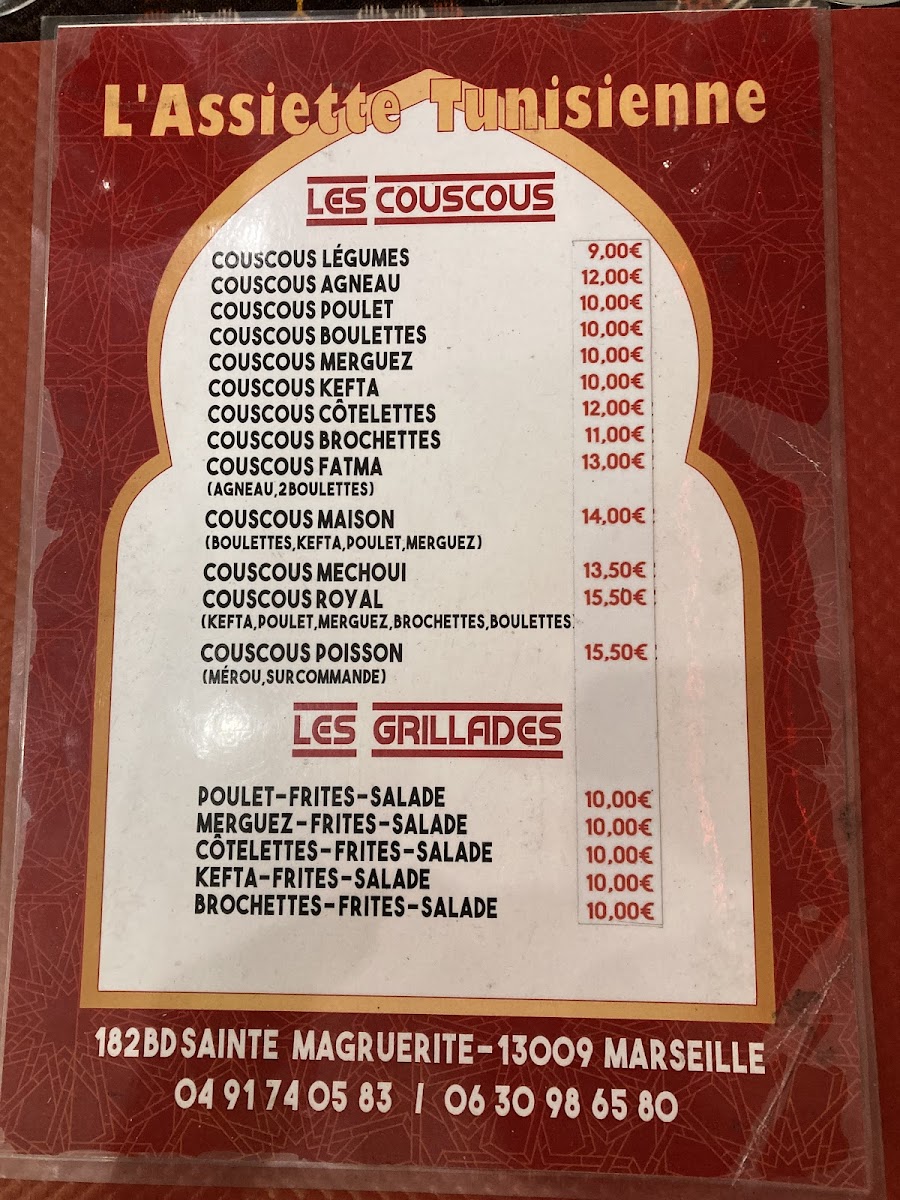 L'Assiette Tunisienne
LES COUSCOUS
COUSCOUS LÉGUMES 9,00€
COUSCOUS AGNEAU 12,00€
COUSCOUS POULET 10,00€
COUSCOUS BOULETTES 10,00€
COUSCOUS MERGUEZ 10,00€
COUSCOUS KEFTA 10,00€
COUSCOUS CÔTELETTES 12,00€
COUSCOUS BROCHETTES 11,00€
COUSCOUS FATMA 13,00€
(AGNEAU,2BOULETTES)
COUSCOUS MAISON 14,00€
(BOULETTES,KEFTA,POULET,MERGUEZ)
COUSCOUS MECHOUI 13,50€
COUSCOUS ROYAL 15,50€
(KEFTA,POULET,MERGUEZ,BROCHETTES,BOULETTES
COUSCOUS POISSON 15,50€
(MÉROU,SUR COMMANDE)
LES GRILLADES
POULET-FRITES-SALADE 10,00€
MERGUEZ-FRITES-SALADE 10,00€
CÔTELETTES-FRITES-SALADE 10,00€
KEFTA-FRITES-SALADE 10,00€
BROCHETTES-FRITES-SALADE 10,00€
182 BD SAINTE MAGRUERITE-13009 MARSEILLE
04 91 74 05 83 / 06 30 98 65 80